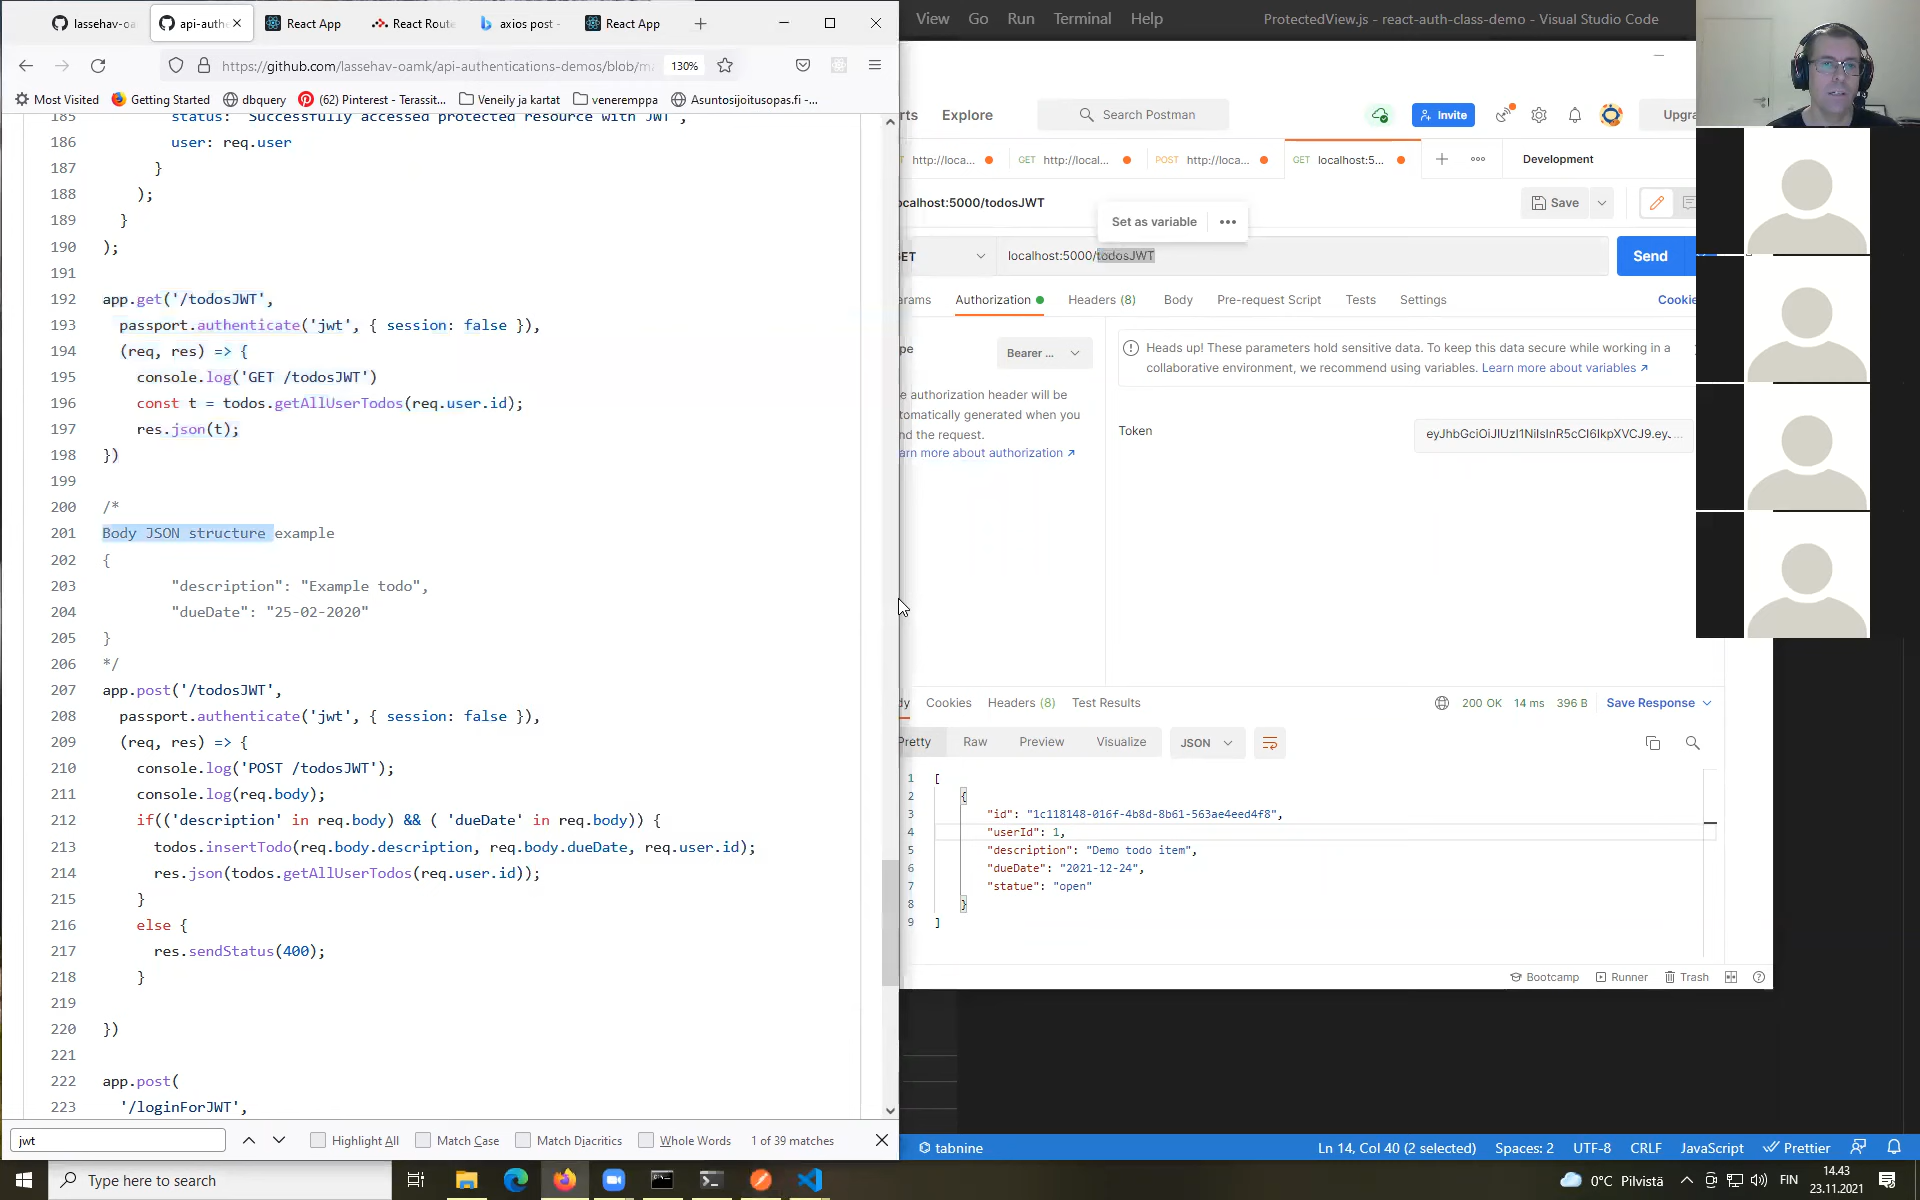 lassehav-oa
api-authe
React App
React Route
axios post -
React App
https://github.com/lassehav-oamk/api-authentications-demos/blob/m
130%
Most Visited
Getting Started
dbquery
(62) Pinterest - Terassit...
Veneily ja kartat
veneremppa
Asuntosijoitusopas.fi -...
185 status: "Successfully accessed protected resource with JWT",
186 user: req.user
187 }
188 );
189 }
190 );
191
192 app.get('/todosJWT',
193 passport.authenticate('jwt', { session: false }),
194 (req, res) => {
195 console.log('GET /todosJWT')
196 const t = todos.getAllUserTodos(req.user.id);
197 res.json(t);
198 })
199
200 /*
201 Body JSON structure example
202 {
203 "description": "Example todo",
204 "dueDate": "25-02-2020"
205 }
206 */
207 app.post('/todosJWT',
208 passport.authenticate('jwt', { session: false }),
209 (req, res) => {
210 console.log('POST /todosJWT');
211 console.log(req.body);
212 if(('description' in req.body) && ( 'dueDate' in req.body)) {
213 todos.insertTodo(req.body.description, req.body.dueDate, req.user.id);
214 res.json(todos.getAllUserTodos(req.user.id));
215 }
216 else {
217 res.sendStatus(400);
218 }
219
220 })
221
222 app.post(
223 '/loginForJWT',
jwt
Highlight All
Match Case
Match Diacritics
Whole Words
1 of 39 matches
View Go Run Terminal Help
ProtectedView.js - react-auth-class-demo - Visual Studio Code
rts
Explore
Search Postman
Invite
Upgra
T http://loca...
GET http://local...
POST http://loca...
GET localhost:5...
Development
ocalhost:5000/todosJWT
Set as variable
Save
ET
localhost:5000/todosJWT
Send
arams
Authorization
Headers (8)
Body
Pre-request Script
Tests
Settings
Cookie
pe
Bearer ...
Heads up! These parameters hold sensitive data. To keep this data secure while working in a
collaborative environment, we recommend using variables. Learn more about variables ↗
e authorization header will be
tomatically generated when you
nd the request.
arn more about authorization ↗
Token
eyJhbGciOiJIUzI1NiIsInR5cCI6IkpXVCJ9.ey...
dy
Cookies
Headers (8)
Test Results
200 OK
14 ms
396 B
Save Response
Pretty
Raw
Preview
Visualize
JSON
1 [
2 {
3 "id": "1c118148-016f-4b8d-8b61-563ae4eed4f8",
4 "userId": 1,
5 "description": "Demo todo item",
6 "dueDate": "2021-12-24",
7 "statue": "open"
8 }
9 ]
Bootcamp
Runner
Trash
tabnine
Ln 14, Col 40 (2 selected)
Spaces: 2
UTF-8
CRLF
JavaScript
Prettier
Type here to search
0°C Pilvistä
FIN
14.43
23.11.2021